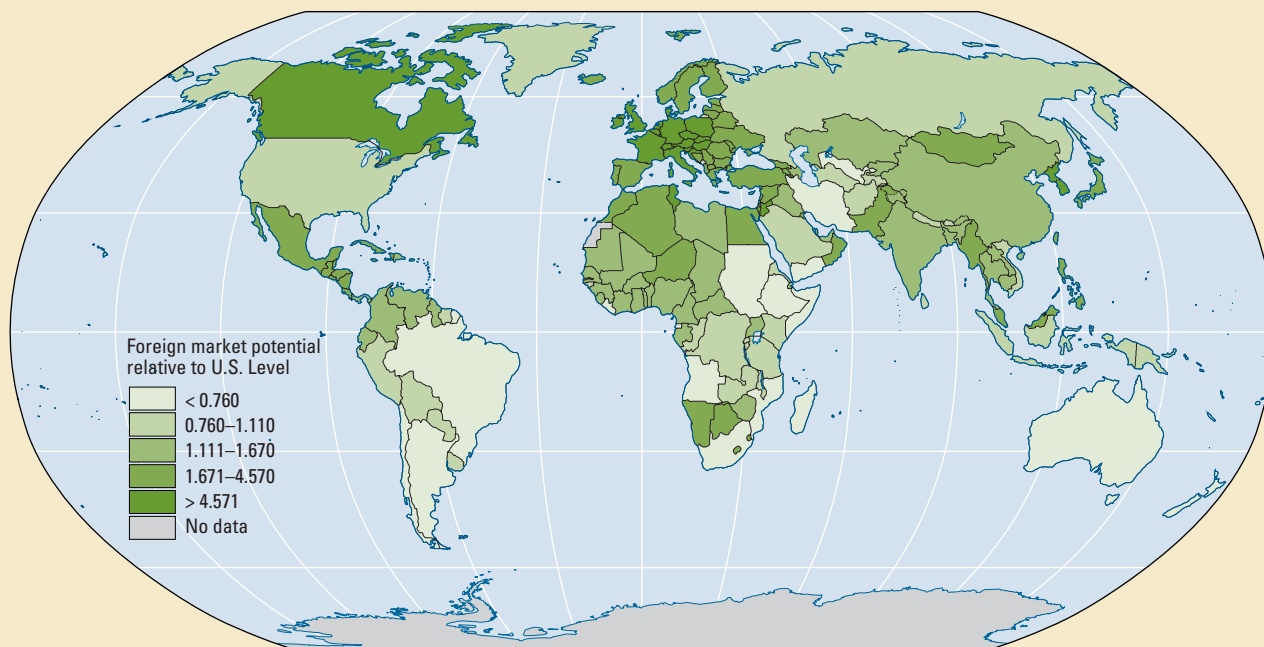 Foreign market potential
relative to U.S. Level
< 0.760
0.760–1.110
1.111–1.670
1.671–4.570
> 4.571
No data